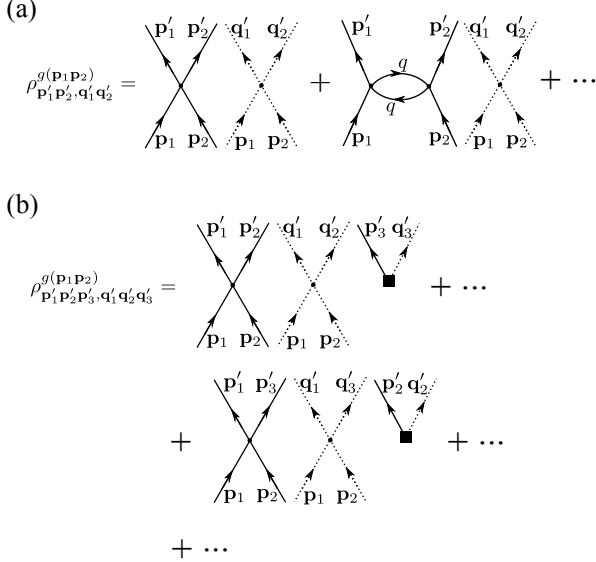 (a)
p′₁ p′₂ q′₁ q′₂ p′₁ p′₂ q′₁ q′₂
ρ^{g(p₁p₂)}_{p′₁p′₂,q′₁q′₂} = + q q + ···
p₁ p₂ p₁ p₂ p₁ p₂ p₁ p₂
(b)
p′₁ p′₂ q′₁ q′₂ p′₃ q′₃
ρ^{g(p₁p₂)}_{p′₁p′₂p′₃,q′₁q′₂q′₃} = + ···
p₁ p₂ p₁ p₂
p′₁ p′₃ q′₁ q′₃ p′₂ q′₂
+ + ···
p₁ p₂ p₁ p₂
+ ···